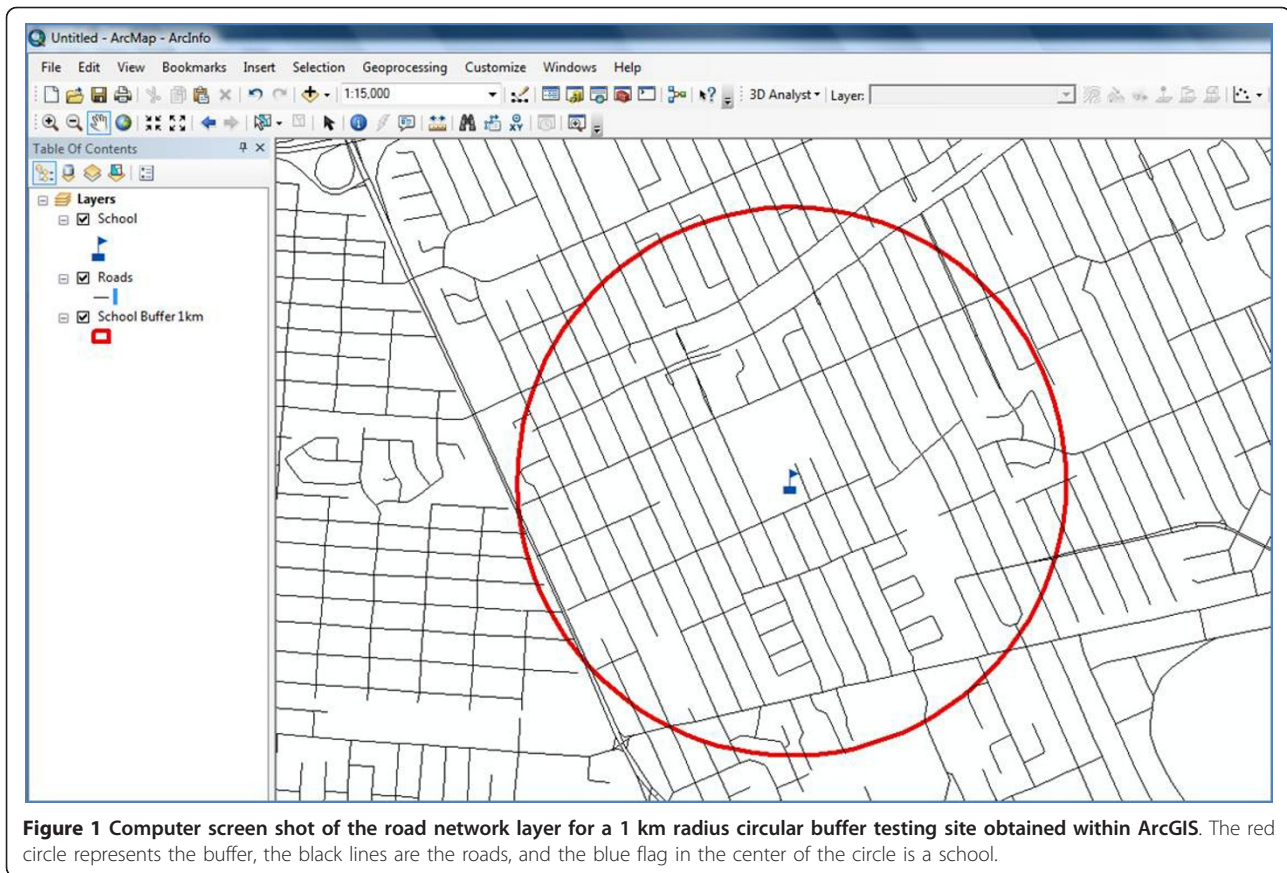 Untitled - ArcMap - ArcInfo
File Edit View Bookmarks Insert Selection Geoprocessing Customize Windows Help
1:15,000 3D Analyst Layer:
XY
Table Of Contents
Layers
School
Roads
School Buffer 1km
Figure 1 Computer screen shot of the road network layer for a 1 km radius circular buffer testing site obtained within ArcGIS. The red
circle represents the buffer, the black lines are the roads, and the blue flag in the center of the circle is a school.